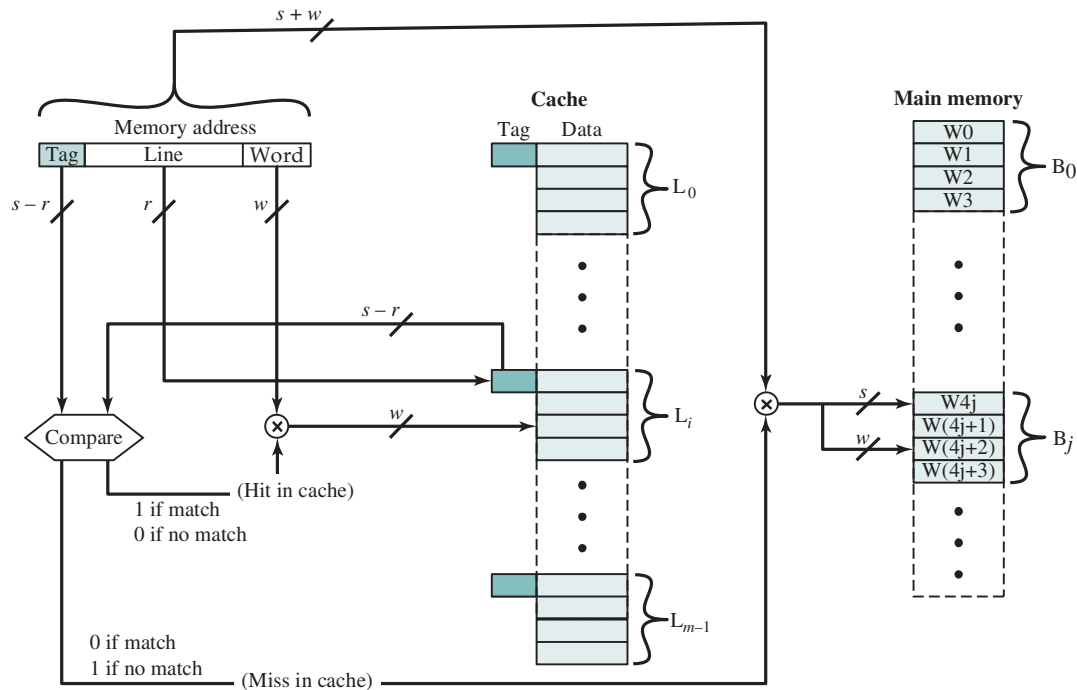 s + w
Memory address
Tag
Line
Word
s – r
r
w
Cache
Tag
Data
L0
s – r
Li
w
Lm–1
Compare
(Hit in cache)
1 if match
0 if no match
0 if match
1 if no match
(Miss in cache)
Main memory
W0
W1
W2
W3
B0
s
w
W4j
W(4j+1)
W(4j+2)
W(4j+3)
Bj